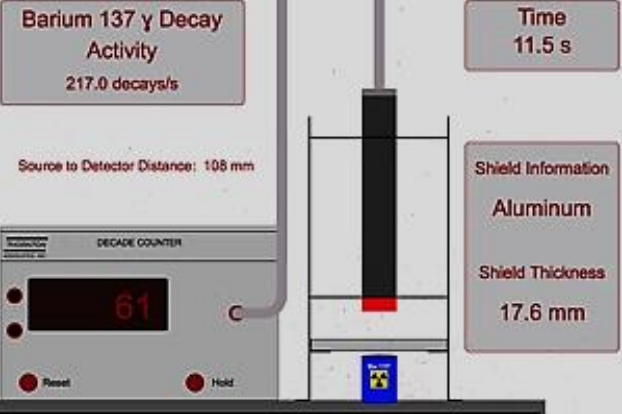 Barium 137 γ Decay
Activity
217.0 decays/s
Time
11.5 s
Source to Detector Distance: 108 mm
Shield Information
Aluminum
Shield Thickness
17.6 mm
DECADE COUNTER
61
Reset
Hold